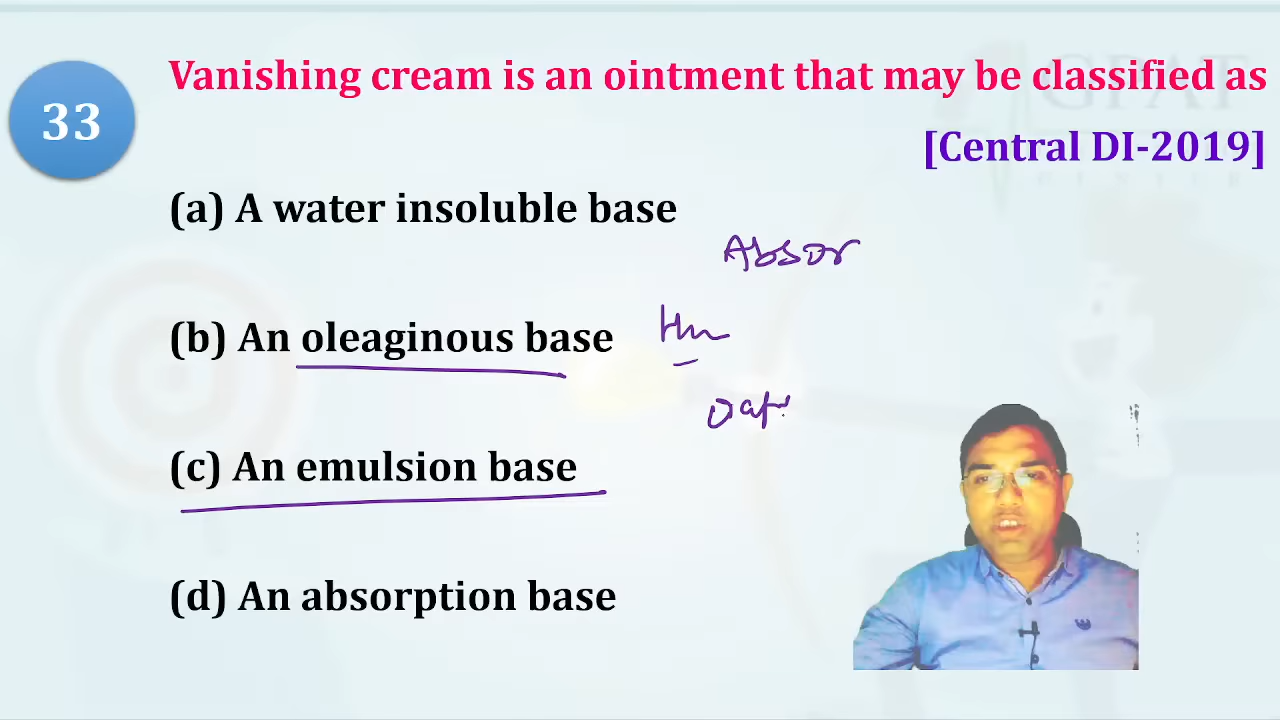 Vanishing cream is an ointment that may be classified as
33
[Central DI-2019]
(a) A water insoluble base
Absor
(b) An oleaginous base
(c) An emulsion base
(d) An absorption base